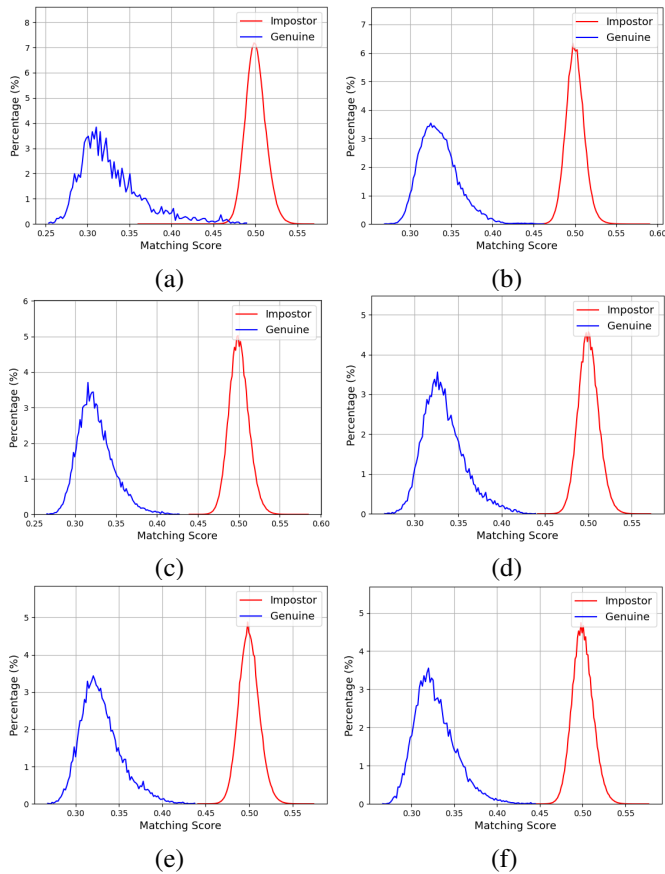 Impostor
Genuine
Percentage (%)
8
7
6
5
4
3
2
1
0
0.25 0.30 0.35 0.40 0.45 0.50 0.55
Matching Score
(a)
Impostor
Genuine
Percentage (%)
7
6
5
4
3
2
1
0
0.30 0.35 0.40 0.45 0.50 0.55 0.60
Matching Score
(b)
Impostor
Genuine
Percentage (%)
6
5
4
3
2
1
0
0.25 0.30 0.35 0.40 0.45 0.50 0.55 0.60
Matching Score
(c)
Impostor
Genuine
Percentage (%)
5
4
3
2
1
0
0.30 0.35 0.40 0.45 0.50 0.55
Matching Score
(d)
Impostor
Genuine
Percentage (%)
5
4
3
2
1
0
0.30 0.35 0.40 0.45 0.50 0.55
Matching Score
(e)
Impostor
Genuine
Percentage (%)
5
4
3
2
1
0
0.30 0.35 0.40 0.45 0.50 0.55
Matching Score
(f)